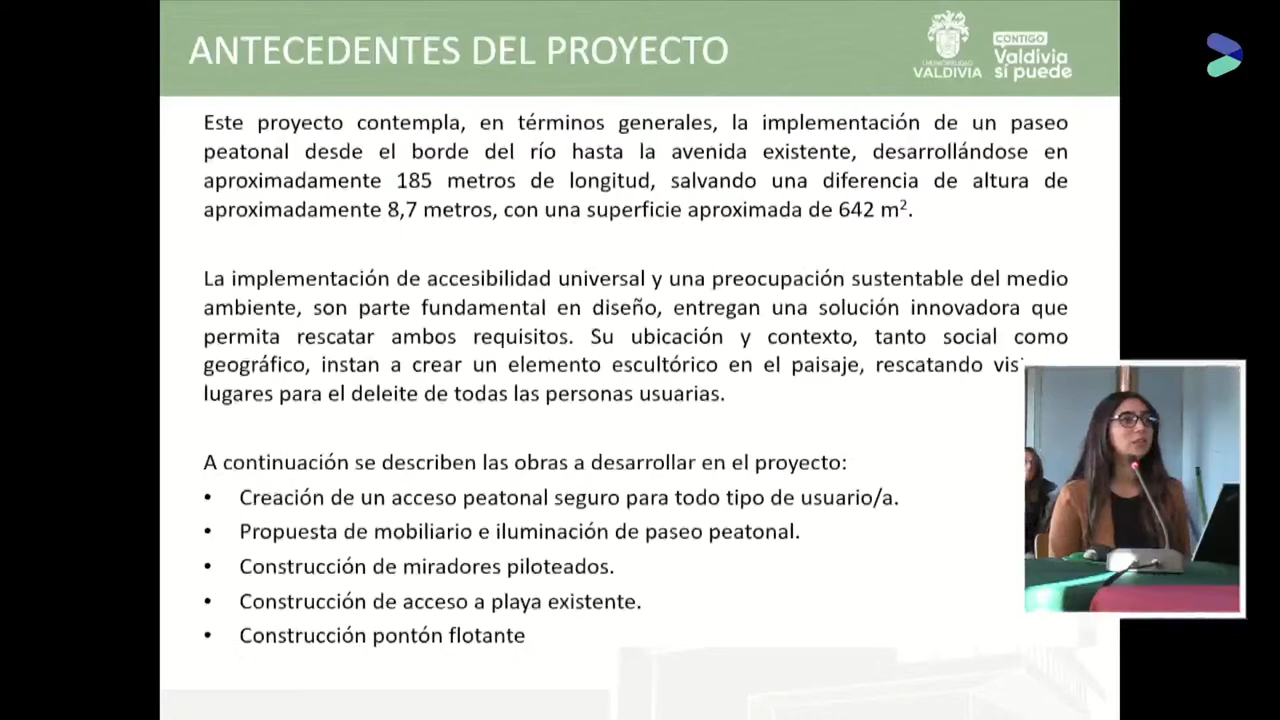 ANTECEDENTES DEL PROYECTO
MUNICIPALIDAD
VALDIVIA
CONTIGO
Valdivia
sí puede
Este proyecto contempla, en términos generales, la implementación de un paseo
peatonal desde el borde del río hasta la avenida existente, desarrollándose en
aproximadamente 185 metros de longitud, salvando una diferencia de altura de
aproximadamente 8,7 metros, con una superficie aproximada de 642 m².
La implementación de accesibilidad universal y una preocupación sustentable del medio
ambiente, son parte fundamental en diseño, entregan una solución innovadora que
permita rescatar ambos requisitos. Su ubicación y contexto, tanto social como
geográfico, instan a crear un elemento escultórico en el paisaje, rescatando
lugares para el deleite de todas las personas usuarias.
A continuación se describen las obras a desarrollar en el proyecto:
• Creación de un acceso peatonal seguro para todo tipo de usuario/a.
• Propuesta de mobiliario e iluminación de paseo peatonal.
• Construcción de miradores piloteados.
• Construcción de acceso a playa existente.
• Construcción pontón flotante